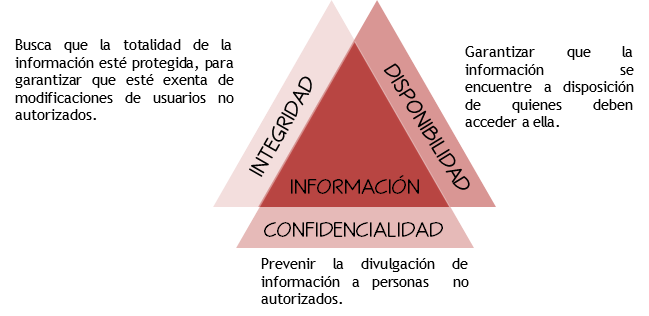 Busca que la totalidad de la
información esté protegida, para
garantizar que esté exenta de
modificaciones de usuarios no
autorizados.
Garantizar que la
información se
encuentre a disposición
de quienes deben
acceder a ella.
INTEGRIDAD
DISPONIBILIDAD
INFORMACIÓN
CONFIDENCIALIDAD
Prevenir la divulgación de
información a personas no
autorizados.